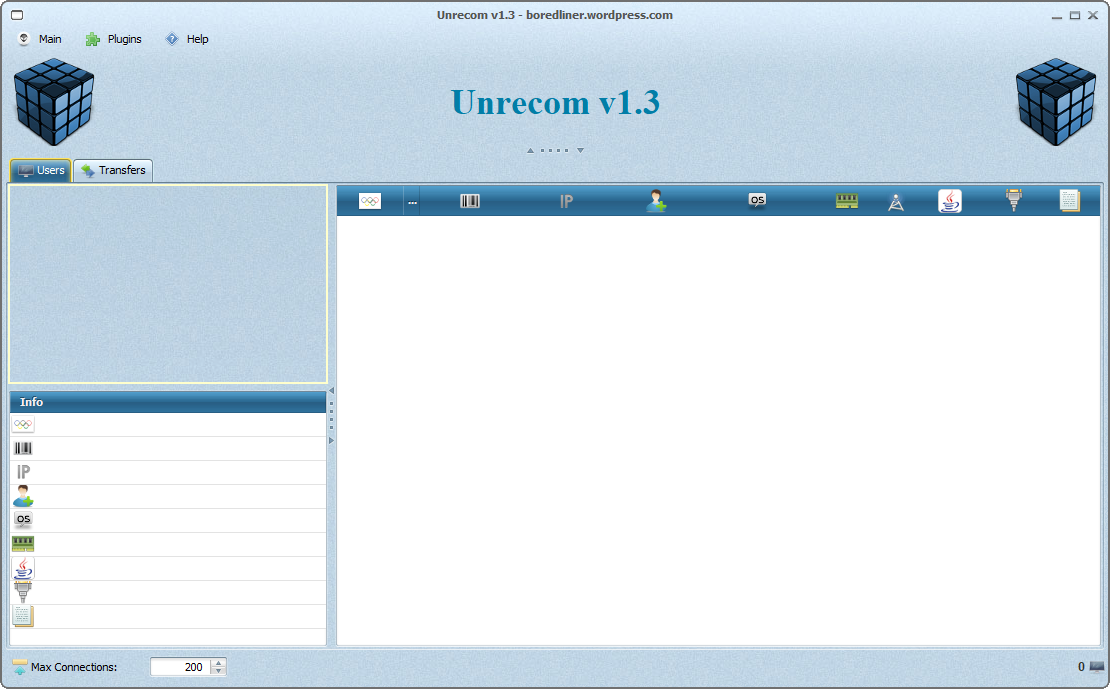 Unrecom v1.3 - boredliner.wordpress.com
Main Plugins Help
Unrecom v1.3
Users Transfers
... IP OS
Info
IP
OS
Max Connections: 200 0